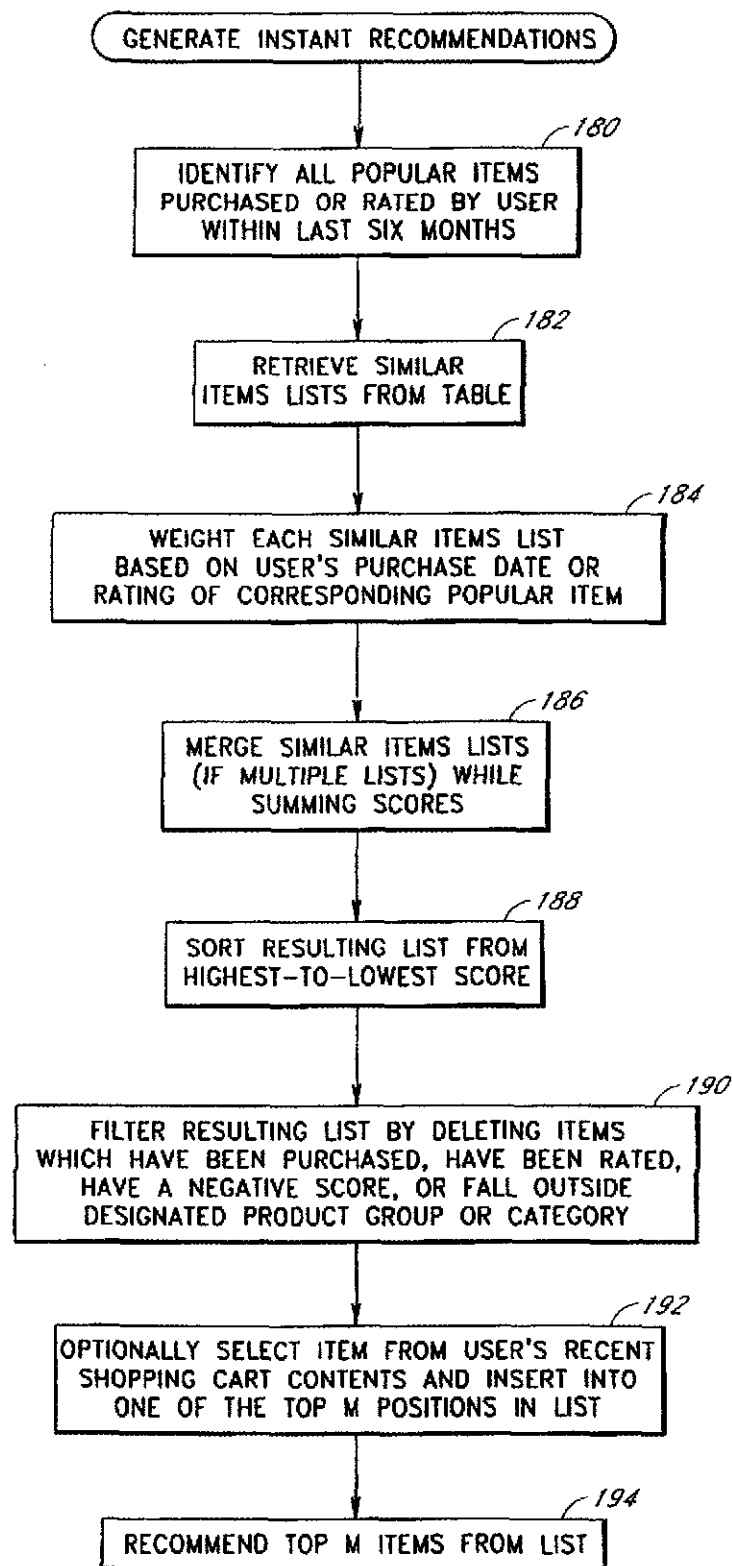 GENERATE INSTANT RECOMMENDATIONS
180
IDENTIFY ALL POPULAR ITEMS
PURCHASED OR RATED BY USER
WITHIN LAST SIX MONTHS
182
RETRIEVE SIMILAR
ITEMS LISTS FROM TABLE
184
WEIGHT EACH SIMILAR ITEMS LIST
BASED ON USER'S PURCHASE DATE OR
RATING OF CORRESPONDING POPULAR ITEM
186
MERGE SIMILAR ITEMS LISTS
(IF MULTIPLE LISTS) WHILE
SUMMING SCORES
188
SORT RESULTING LIST FROM
HIGHEST-TO-LOWEST SCORE
190
FILTER RESULTING LIST BY DELETING ITEMS
WHICH HAVE BEEN PURCHASED, HAVE BEEN RATED,
HAVE A NEGATIVE SCORE, OR FALL OUTSIDE
DESIGNATED PRODUCT GROUP OR CATEGORY
192
OPTIONALLY SELECT ITEM FROM USER'S RECENT
SHOPPING CART CONTENTS AND INSERT INTO
ONE OF THE TOP M POSITIONS IN LIST
194
RECOMMEND TOP M ITEMS FROM LIST